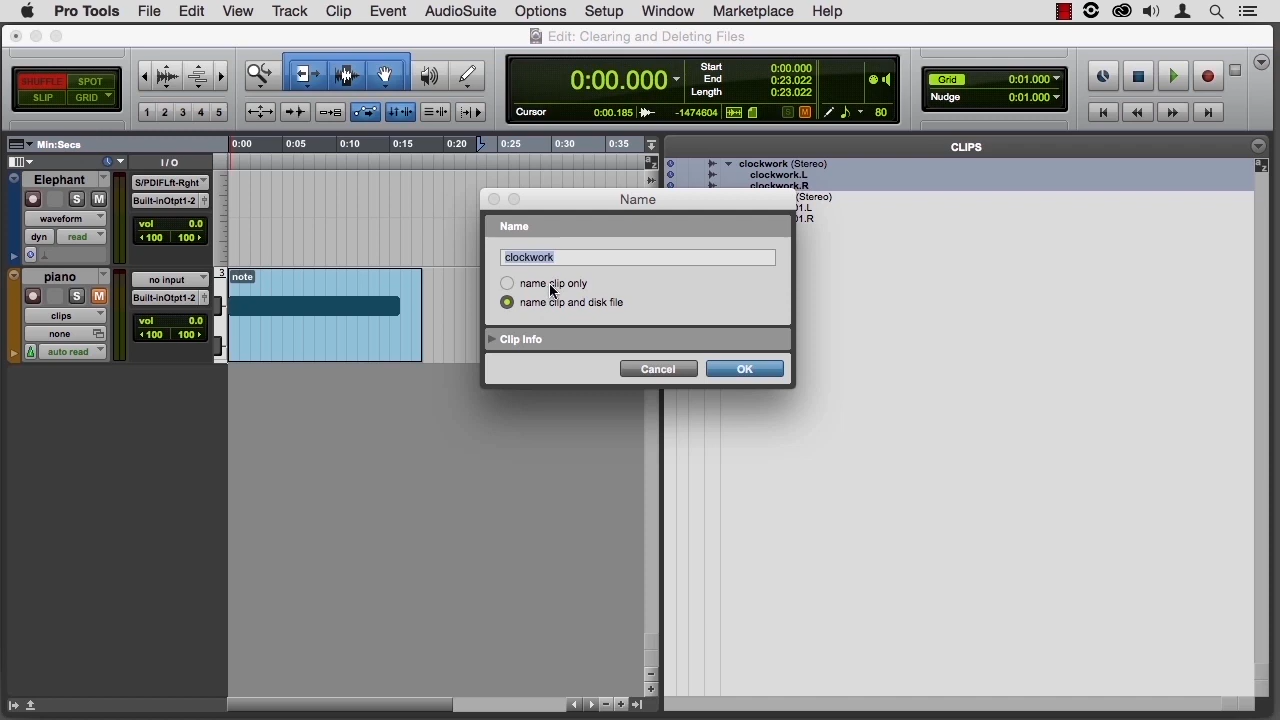 Pro Tools File Edit View Track Clip Event AudioSuite Options Setup Window Marketplace Help
Edit: Clearing and Deleting Files
SHUFFLE SPOT
SLIP GRID
1 2 3 4 5
0:00.000
Start 0:00.000
End 0:23.022
Length 0:23.022
Cursor 0:00.185 -1474604 S M 80
Grid 0:01.000
Nudge 0:01.000
Min:Secs 0:00 0:05 0:10 0:15 0:20 0:25 0:30 0:35
I / O
CLIPS
a z
a z
Elephant
S
M
waveform
dyn read
S/PDIFLft-Rght
Built-inOtpt1-2
vol 0.0
100 100
piano
S
M
clips
none
auto read
no input
Built-inOtpt1-2
vol 0.0
100 100
3
note
clockwork (Stereo)
clockwork.L
clockwork.R
(Stereo)
Name
Name
clockwork
name clip only
name clip and disk file
Clip Info
Cancel OK